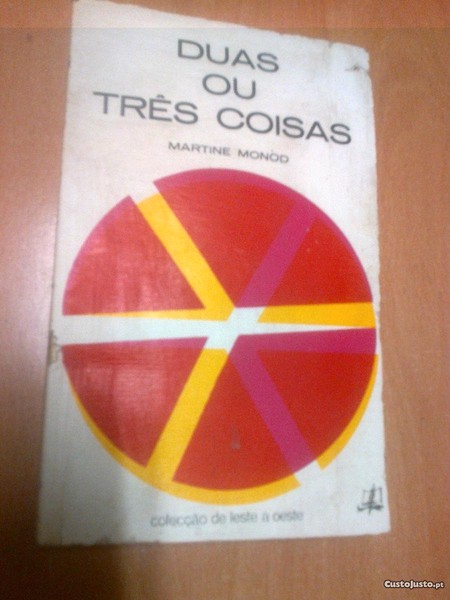 DUAS
OU
TRÊS COISAS
MARTINE MONOD
colecção de leste a oeste
CustoJusto.pt